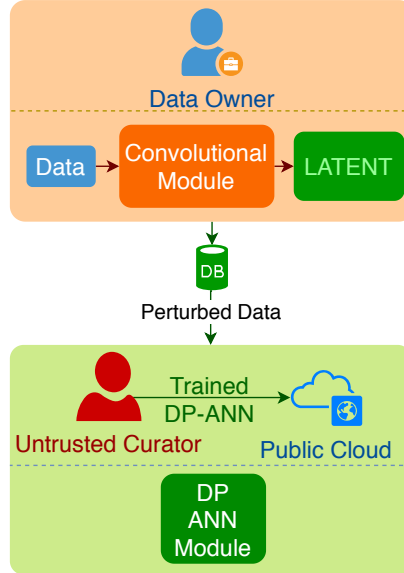 Data Owner
Data
Convolutional
Module
LATENT
DB
Perturbed Data
Trained
DP-ANN
Untrusted Curator
Public Cloud
DP
ANN
Module